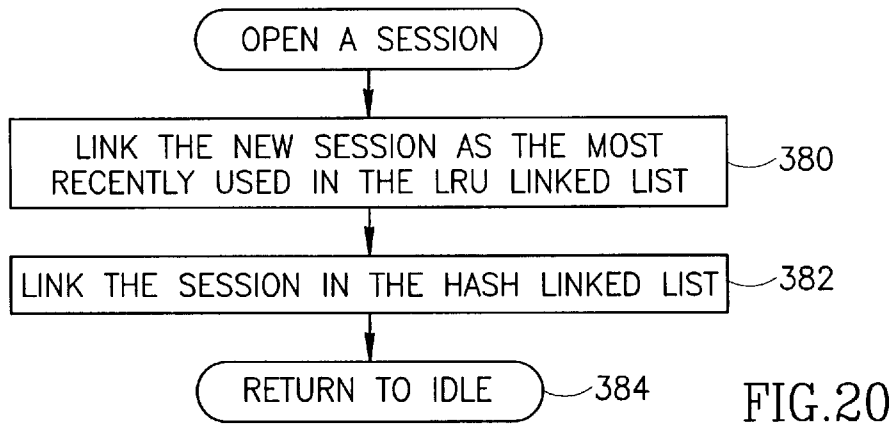 OPEN A SESSION
LINK THE NEW SESSION AS THE MOST
RECENTLY USED IN THE LRU LINKED LIST
380
LINK THE SESSION IN THE HASH LINKED LIST
382
RETURN TO IDLE
384
FIG.20